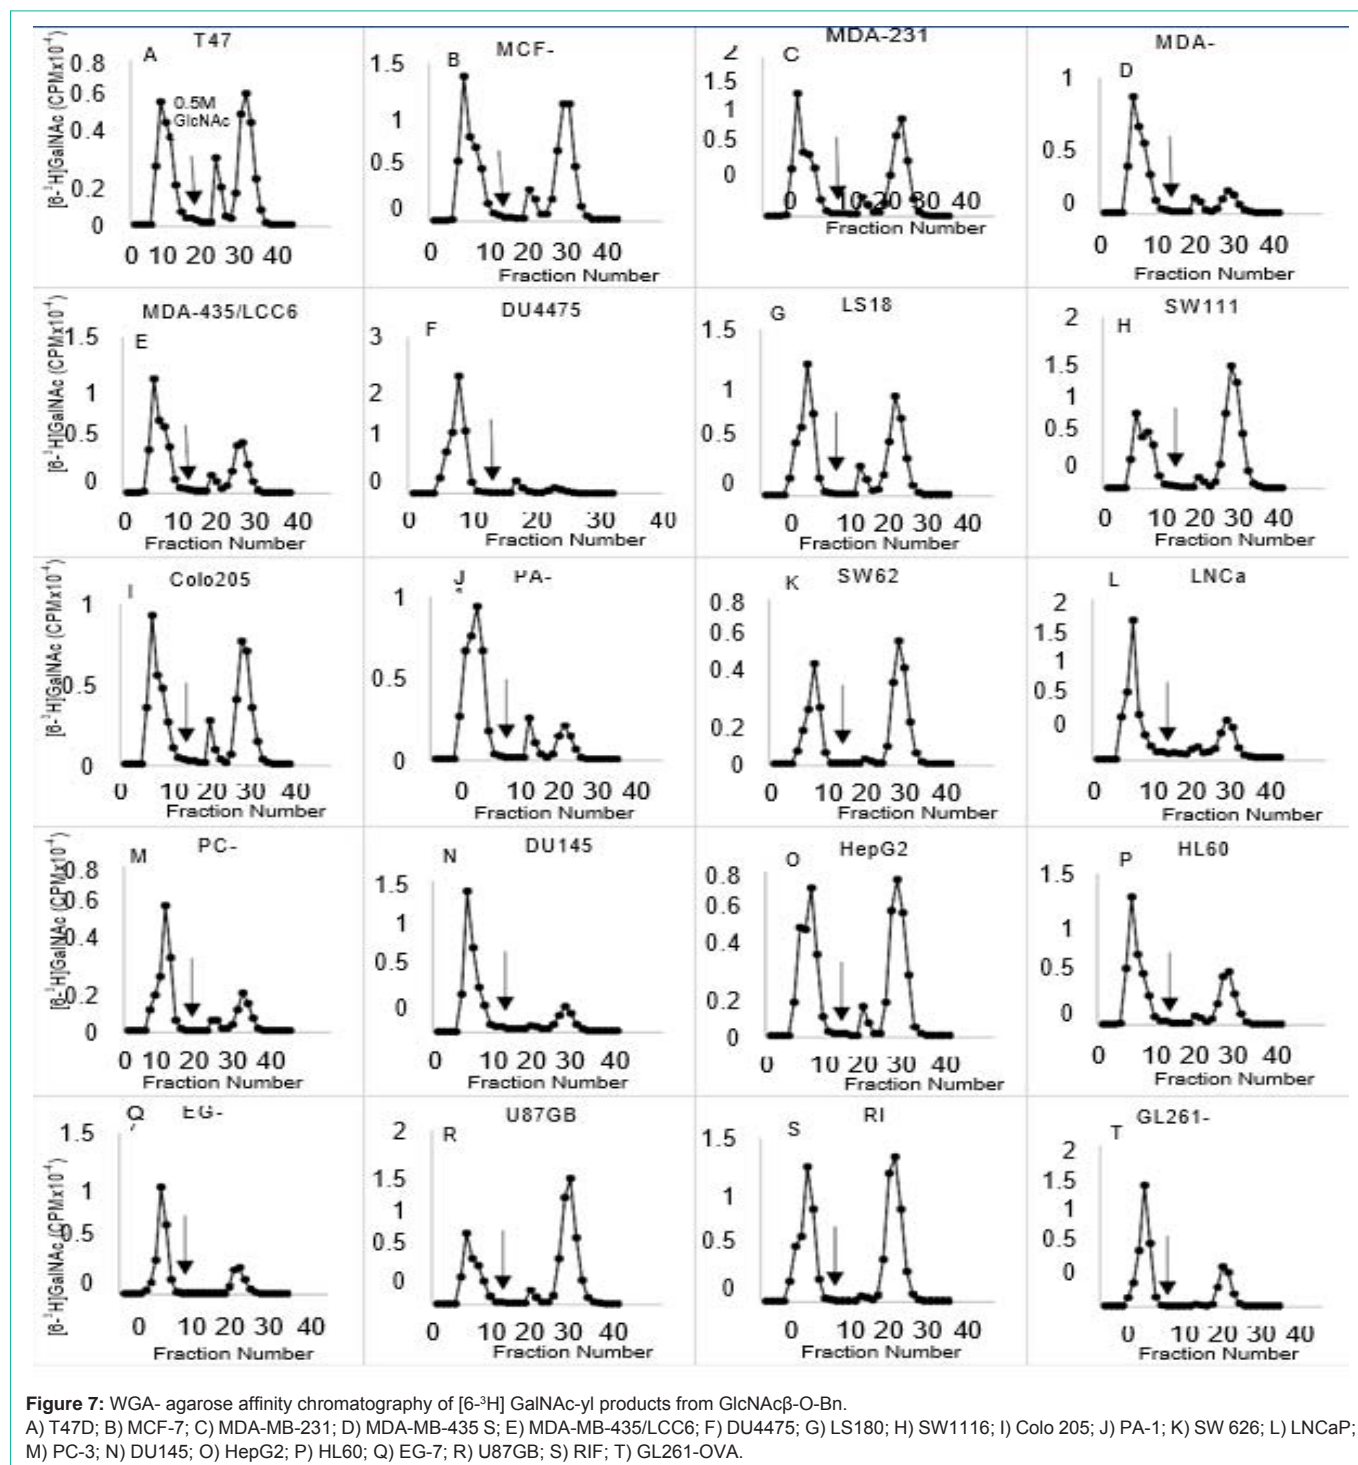 T47
A
[6-³H]GalNAc (CPMx10⁻⁴)
0.8
0.6
0.4
0.2
0
0.5M
GlcNAc
0 10 20 30 40
MCF-
B
1.5
1
0.5
0
0 10 20 30 40
Fraction Number
MDA-231
C
2
1.5
1
0.5
0
0 10 20 30 40
Fraction Number
MDA-
D
1
0.5
0
0 10 20 30 40
Fraction Number
MDA-435/LCC6
E
[6-³H]GalNAc (CPMx10⁻⁴)
1.5
1
0.5
0
0 10 20 30 40
Fraction Number
DU4475
F
3
2
1
0
0 10 20 30 40
Fraction Number
LS18
G
1.5
1
0.5
0
0 10 20 30 40
Fraction Number
SW111
H
2
1.5
1
0.5
0
0 10 20 30 40
Fraction Number
Colo205
I
[6-³H]GalNAc (CPMx10⁻⁴)
1
0.5
0
0 10 20 30 40
Fraction Number
PA-
J
1
0.5
0
0 10 20 30 40
Fraction Number
SW62
K
0.8
0.6
0.4
0.2
0
0 10 20 30 40
Fraction Number
LNCa
L
2
1.5
1
0.5
0
0 10 20 30 40
Fraction Number
PC-
M
[6-³H]GalNAc (CPMx10⁻⁴)
0.8
0.6
0.4
0.2
0
0 10 20 30 40
Fraction Number
DU145
N
1.5
1
0.5
0
0 10 20 30 40
Fraction Number
HepG2
O
0.8
0.6
0.4
0.2
0
0 10 20 30 40
Fraction Number
HL60
P
1.5
1
0.5
0
0 10 20 30 40
Fraction Number
EG-
Q
[6-³H]GalNAc (CPMx10⁻⁴)
1.5
1
0.5
0
0 10 20 30 40
Fraction Number
U87GB
R
2
1.5
1
0.5
0
0 10 20 30 40
Fraction Number
RI
S
1.5
1
0.5
0
0 10 20 30 40
Fraction Number
GL261-
T
2
1.5
1
0.5
0
0 10 20 30 40
Fraction Number
Figure 7: WGA- agarose affinity chromatography of [6-³H] GalNAc-yl products from GlcNAcβ-O-Bn.
A) T47D; B) MCF-7; C) MDA-MB-231; D) MDA-MB-435 S; E) MDA-MB-435/LCC6; F) DU4475; G) LS180; H) SW1116; I) Colo 205; J) PA-1; K) SW 626; L) LNCaP;
M) PC-3; N) DU145; O) HepG2; P) HL60; Q) EG-7; R) U87GB; S) RIF; T) GL261-OVA.